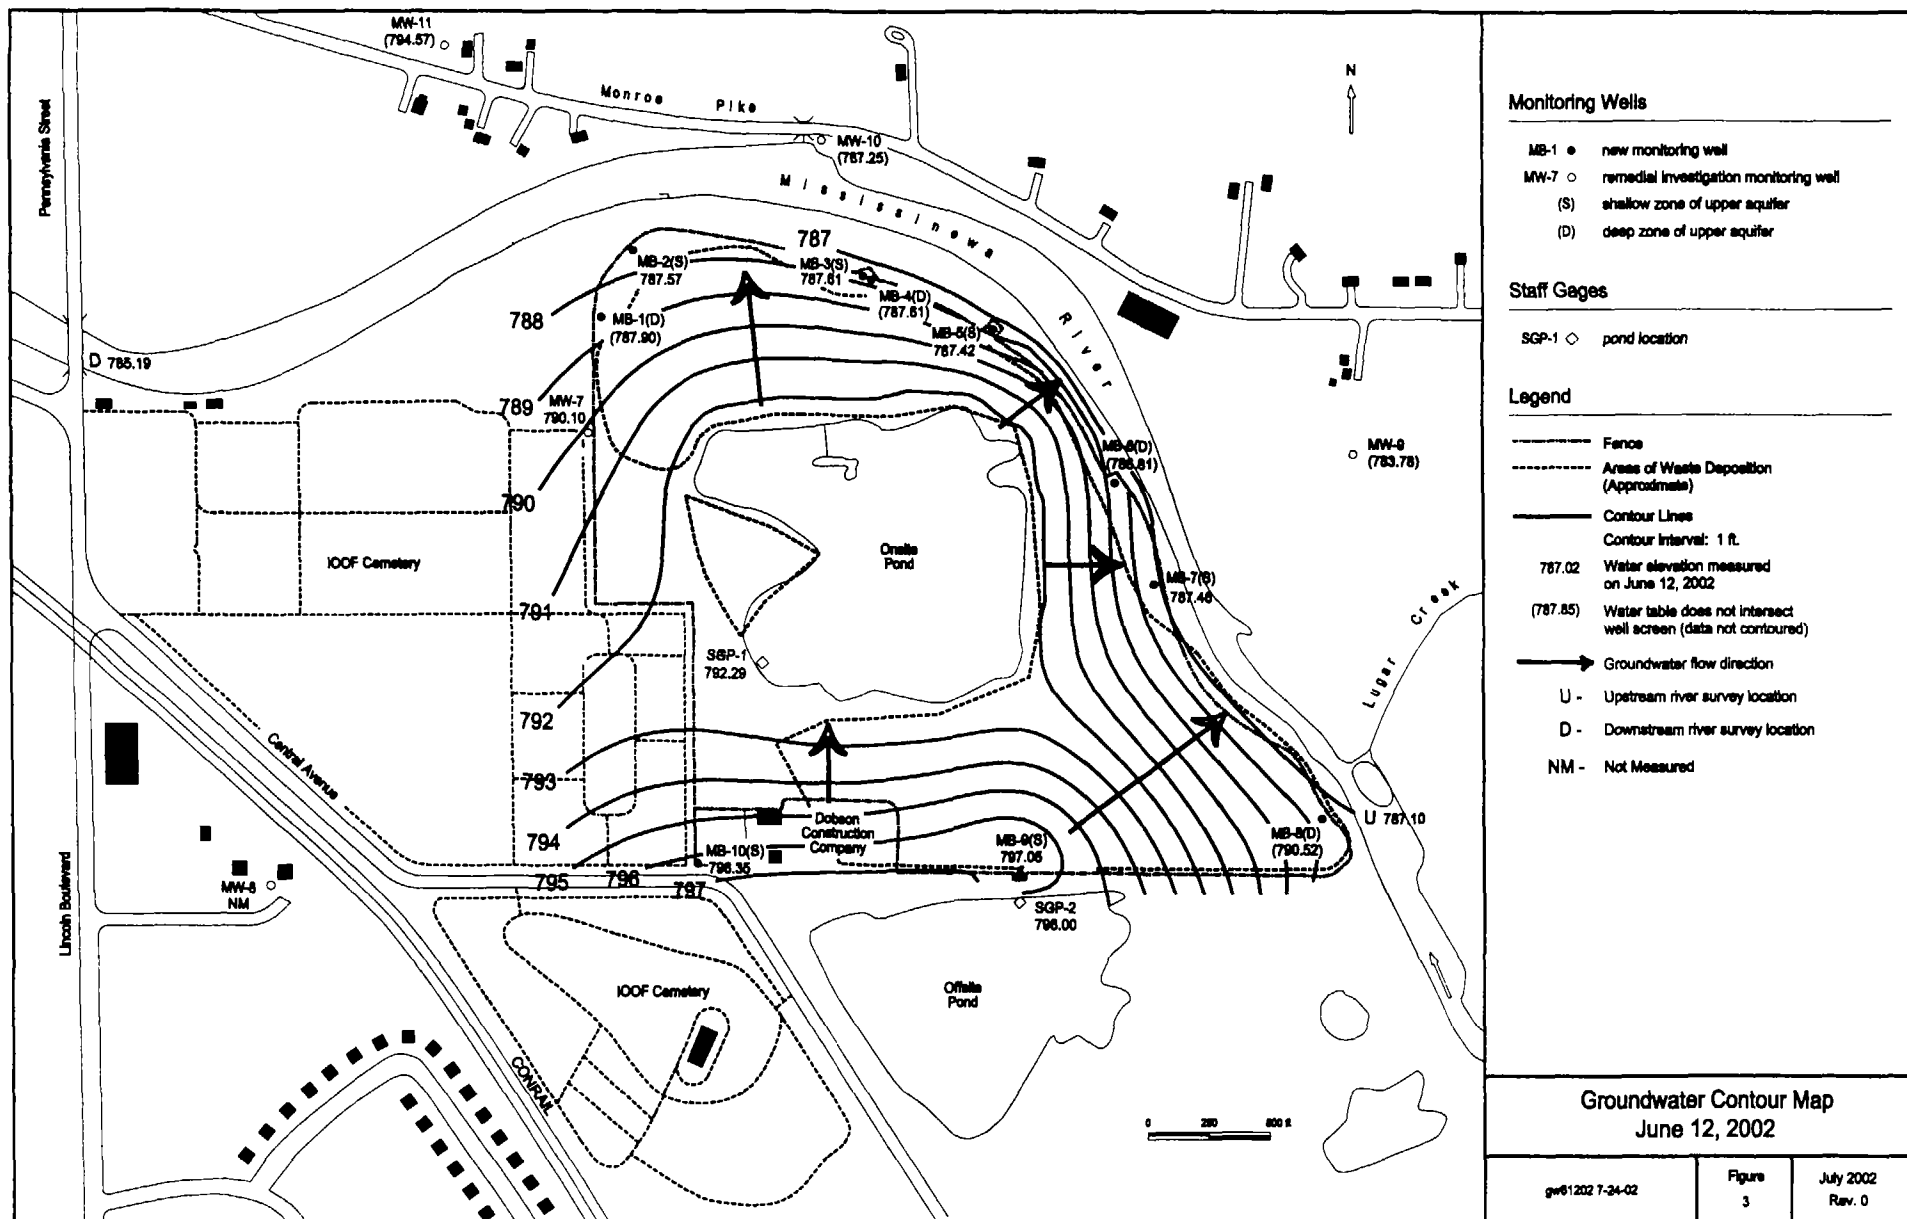 MW-11
(794.57)
Monroe Pike
N
Pennsylvania Street
MW-10
(787.25)
Mississinewa
River
787
MB-2(S)
787.57
MB-3(S)
787.61
MB-4(D)
(787.61)
788
MB-1(D)
(787.90)
MB-5(S)
787.42
D 785.19
789
MW-7
790.10
MB-6(D)
(786.81)
MW-9
(783.78)
790
IOOF Cemetery
Onsite
Pond
MB-7(S)
787.46
791
Lugar Creek
SGP-1
792.29
792
Central Avenue
793
794
Dobson
Construction
Company
MB-9(S)
797.05
MB-8(D)
(790.52)
U 787.10
MB-10(S)
796.35
795
796
797
MW-8
NM
Lincoln Boulevard
SGP-2
796.00
IOOF Cemetery
Offsite
Pond
CONRAIL
0 250 500 ft
Monitoring Wells
MB-1 new monitoring well
MW-7 remedial investigation monitoring well
(S) shallow zone of upper aquifer
(D) deep zone of upper aquifer
Staff Gages
SGP-1 pond location
Legend
Fence
Areas of Waste Deposition
(Approximate)
Contour Lines
Contour Interval: 1 ft.
787.02 Water elevation measured
on June 12, 2002
(787.85) Water table does not intersect
well screen (data not contoured)
Groundwater flow direction
U - Upstream river survey location
D - Downstream river survey location
NM - Not Measured
Groundwater Contour Map
June 12, 2002
gw61202 7-24-02
Figure
3
July 2002
Rev. 0